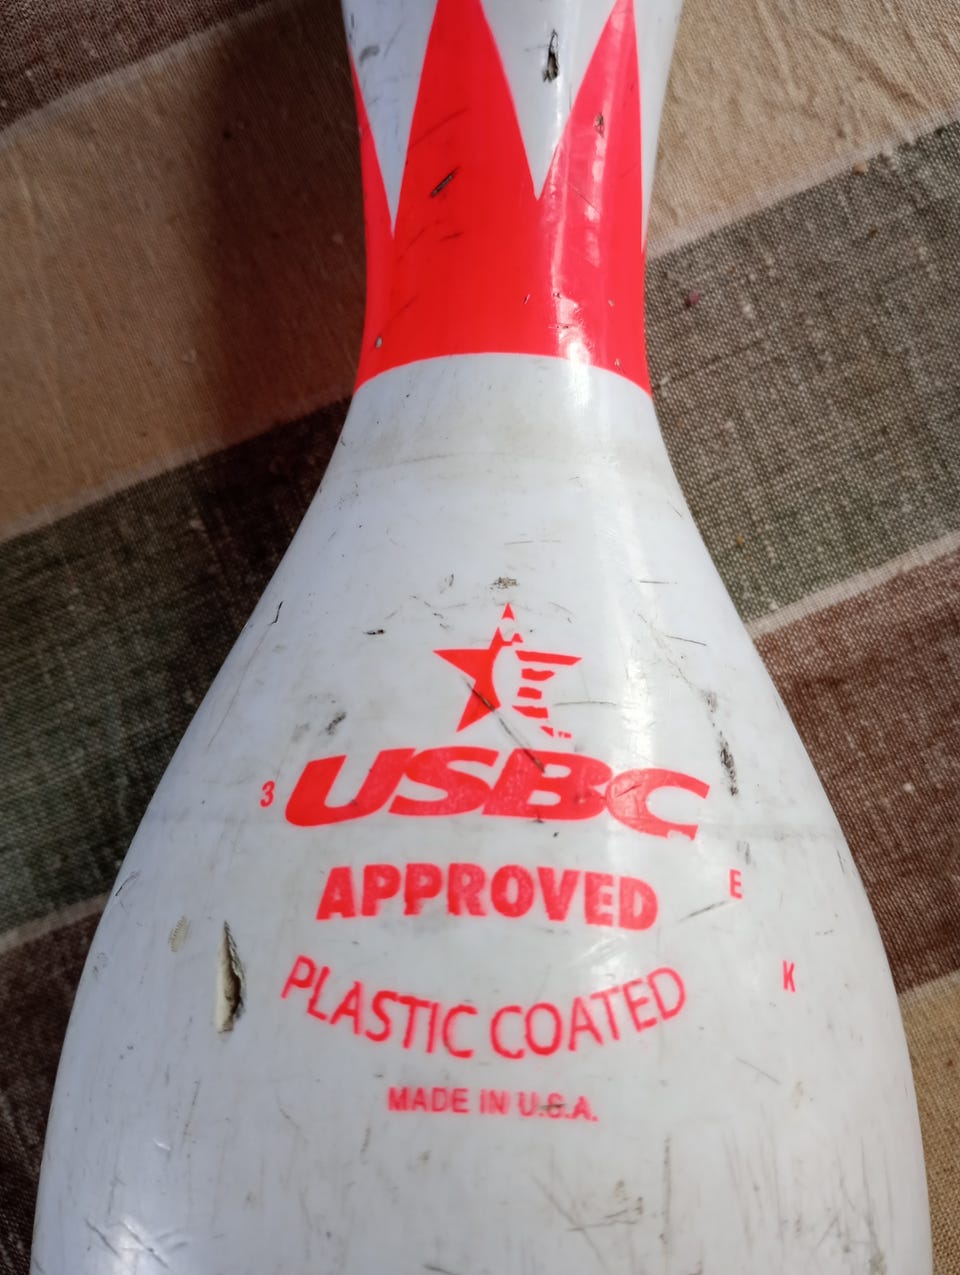 3 USBC
APPROVED E
PLASTIC COATED K
MADE IN U.S.A.